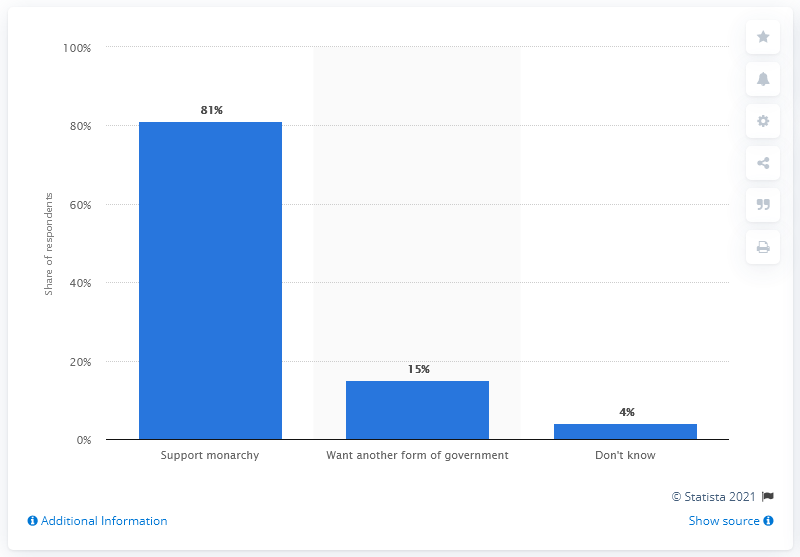 100%
80%
60%
40%
20%
0%
Share of respondents
81%
15%
4%
Support monarchy
Want another form of government
Don't know
© Statista 2021
Additional Information
Show source